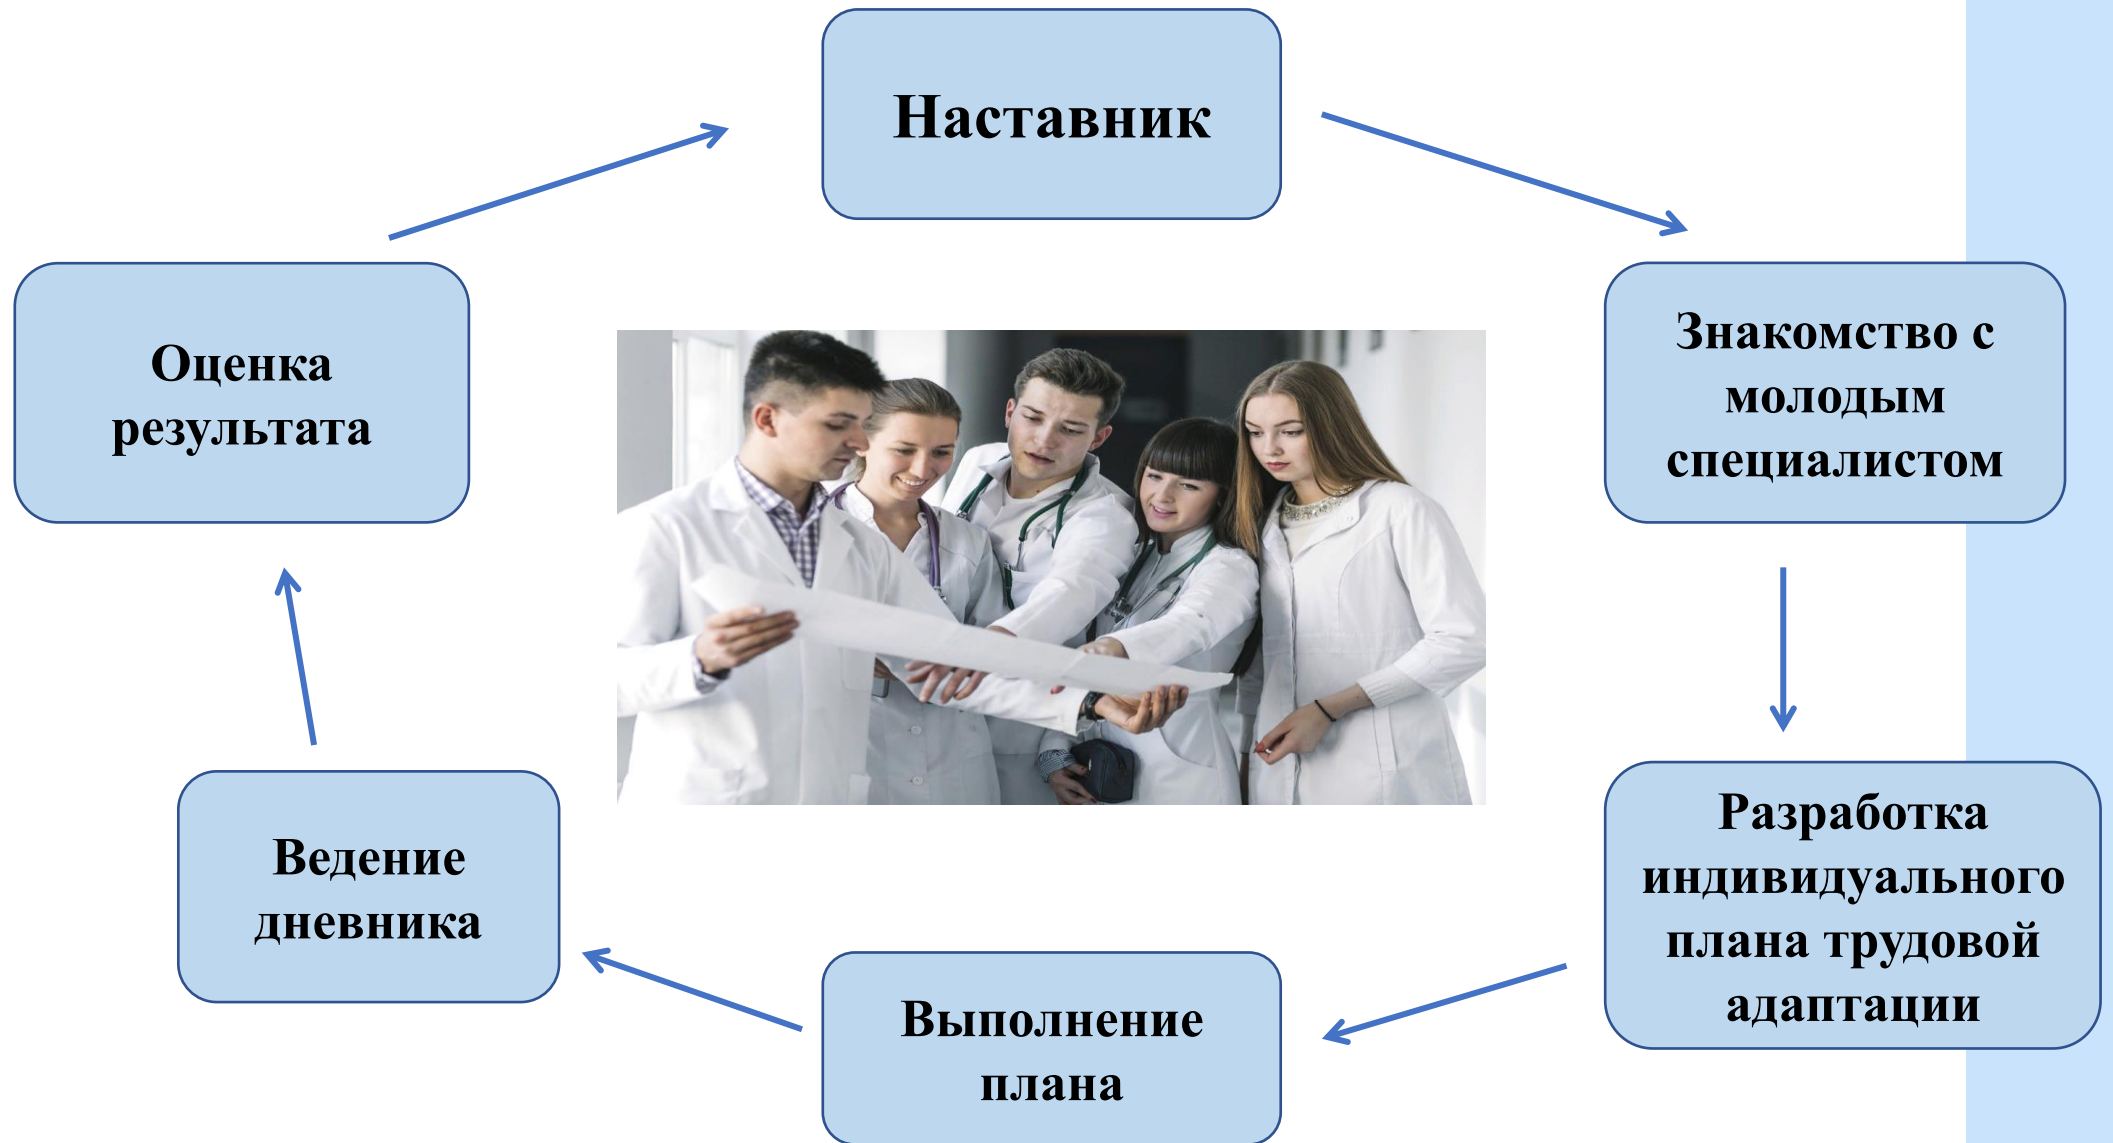 Наставник
Знакомство с
молодым
специалистом
Разработка
индивидуального
плана трудовой
адаптации
Выполнение
плана
Ведение
дневника
Оценка
результата